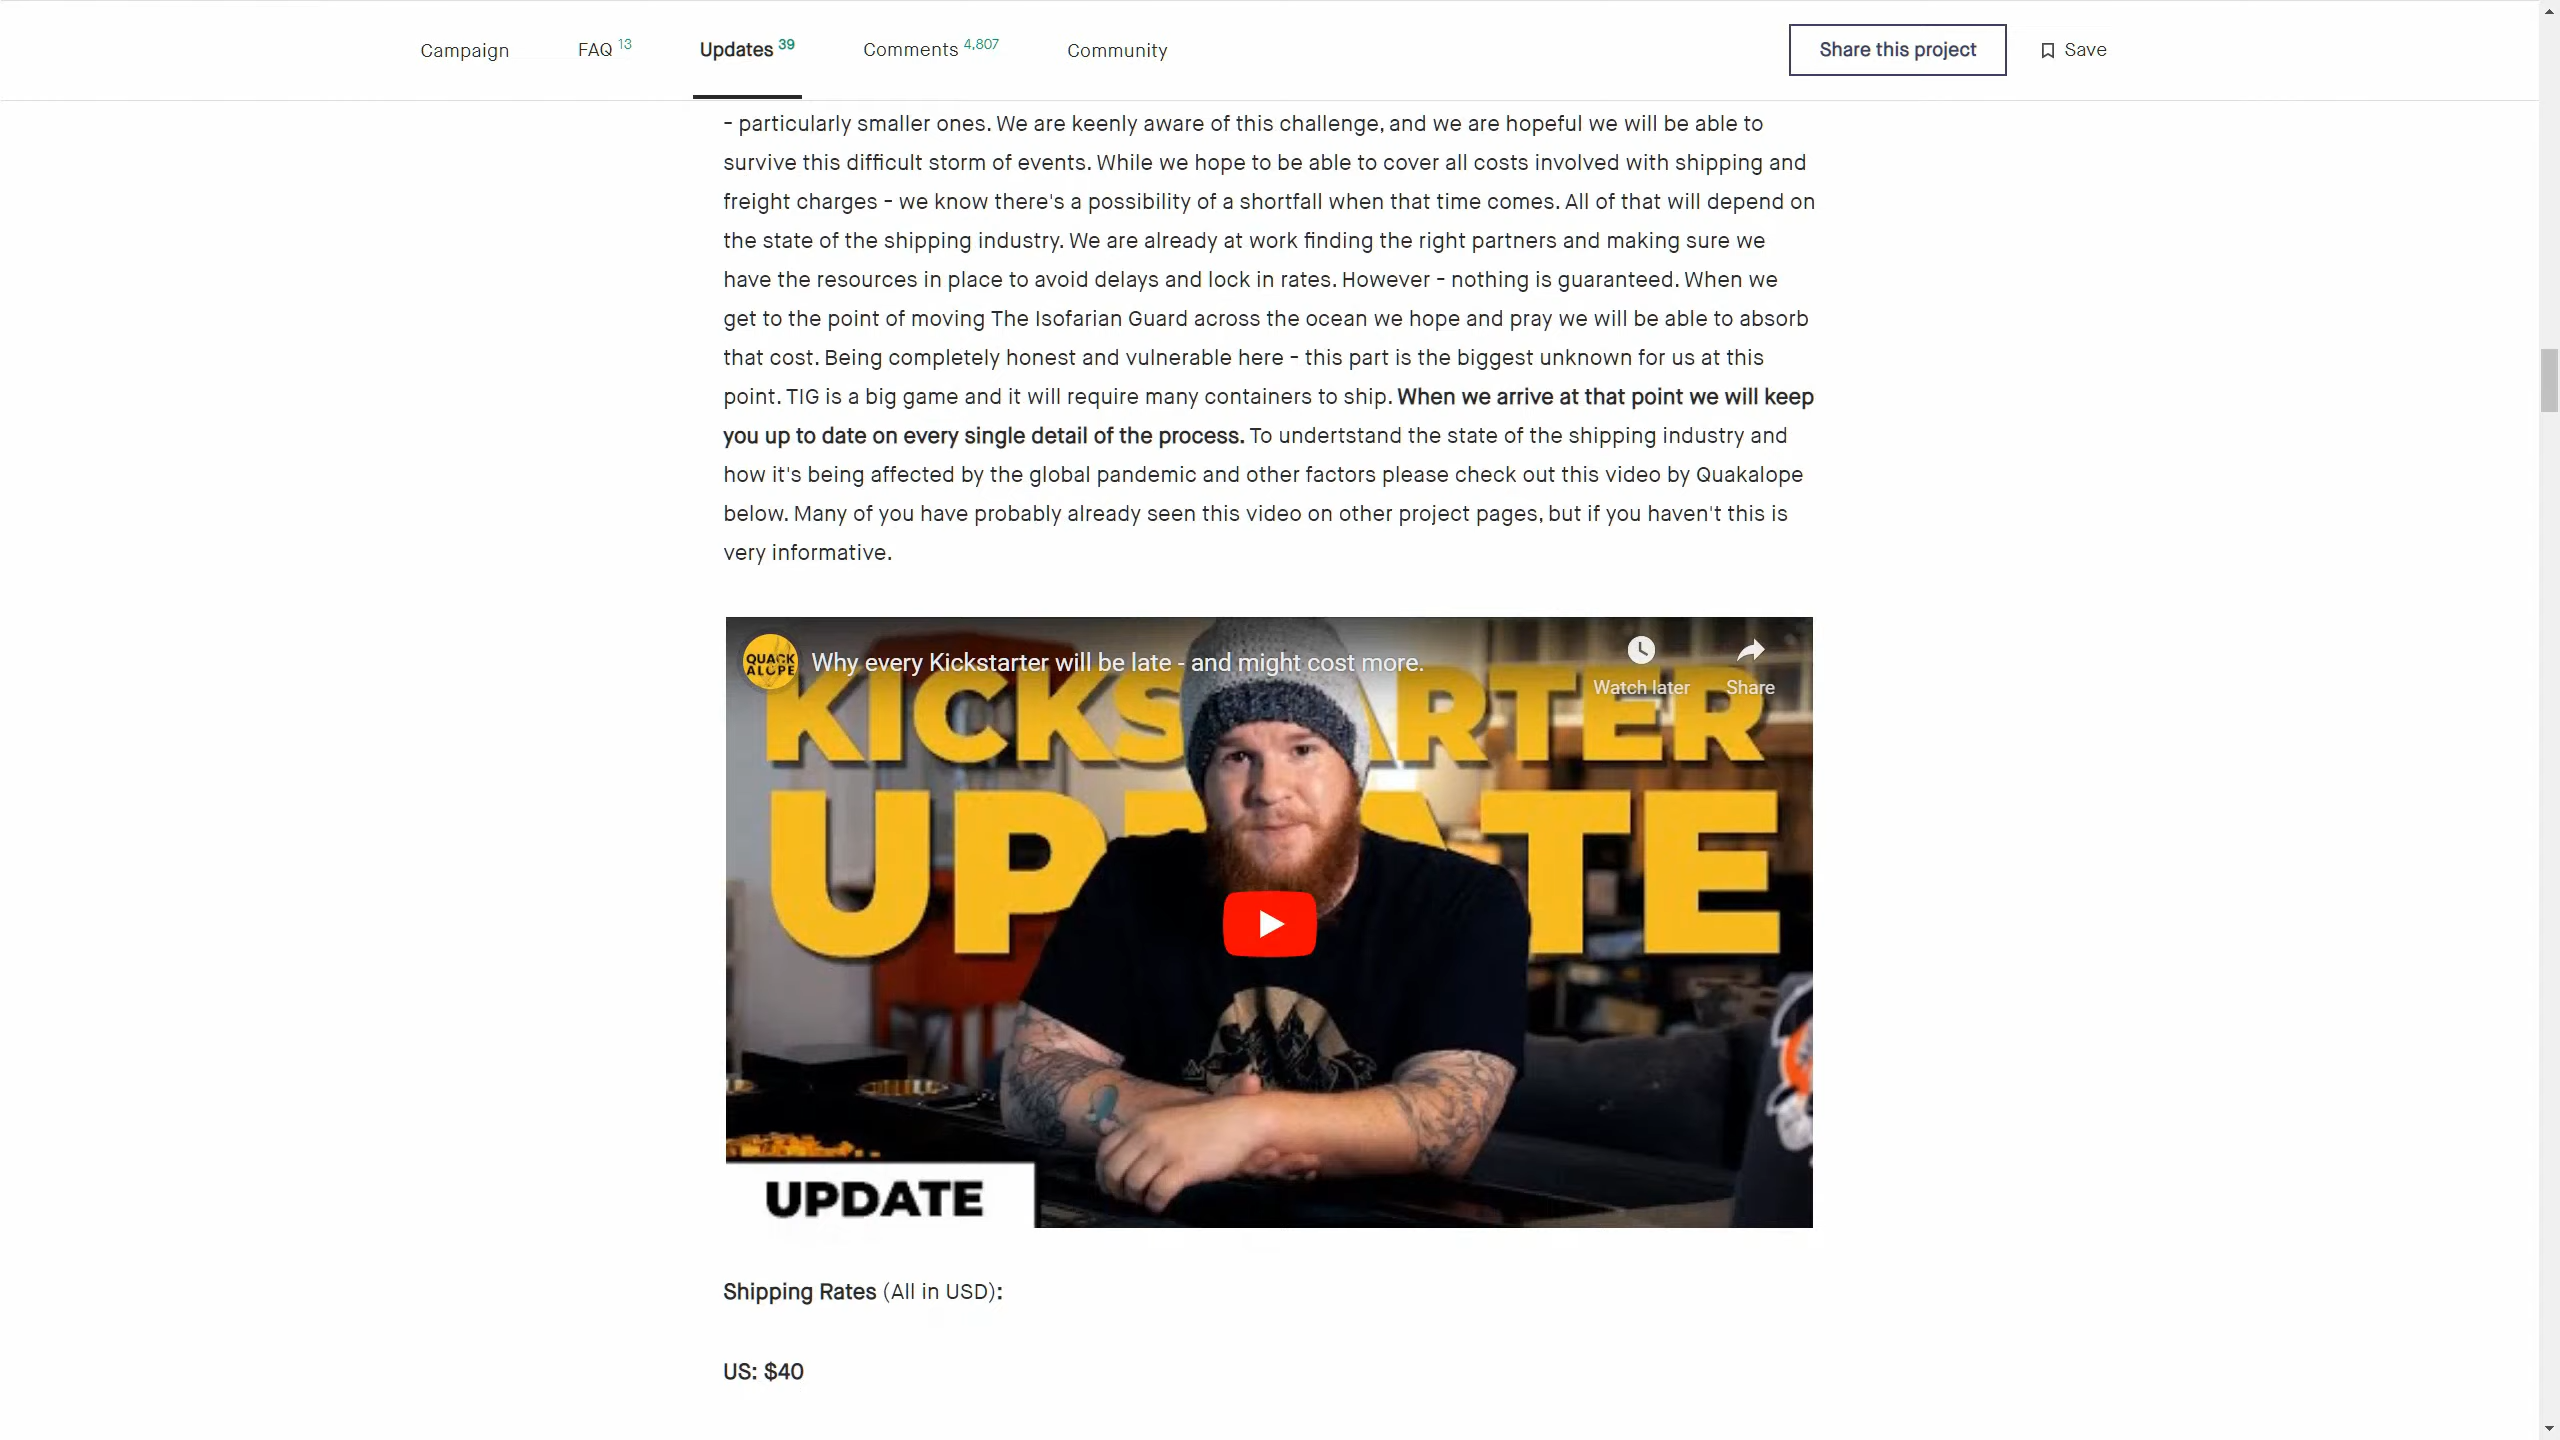 Campaign FAQ 13 Updates 39 Comments 4,807 Community Share this project Save
- particularly smaller ones. We are keenly aware of this challenge, and we are hopeful we will be able to
survive this difficult storm of events. While we hope to be able to cover all costs involved with shipping and
freight charges - we know there's a possibility of a shortfall when that time comes. All of that will depend on
the state of the shipping industry. We are already at work finding the right partners and making sure we
have the resources in place to avoid delays and lock in rates. However - nothing is guaranteed. When we
get to the point of moving The Isofarian Guard across the ocean we hope and pray we will be able to absorb
that cost. Being completely honest and vulnerable here - this part is the biggest unknown for us at this
point. TIG is a big game and it will require many containers to ship. When we arrive at that point we will keep
you up to date on every single detail of the process. To undertstand the state of the shipping industry and
how it's being affected by the global pandemic and other factors please check out this video by Quakalope
below. Many of you have probably already seen this video on other project pages, but if you haven't this is
very informative.
QUACK
ALOPE
Why every Kickstarter will be late - and might cost more.
Watch later Share
KICKSTARTER
UPDATE
UPDATE
Shipping Rates (All in USD):
US: $40